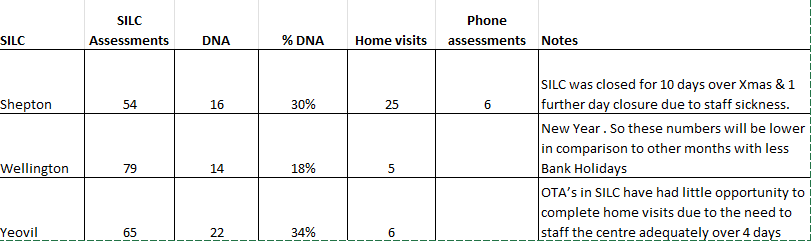 SILC SILC Assessments DNA % DNA Home visits Phone assessments Notes
Shepton 54 16 30% 25 6 SILC was closed for 10 days over Xmas & 1
further day closure due to staff sickness.
Wellington 79 14 18% 5 New Year . So these numbers will be lower
in comparison to other months with less
Bank Holidays
Yeovil 65 22 34% 6 OTA's in SILC have had little opportunity to
complete home visits due to the need to
staff the centre adequately over 4 days